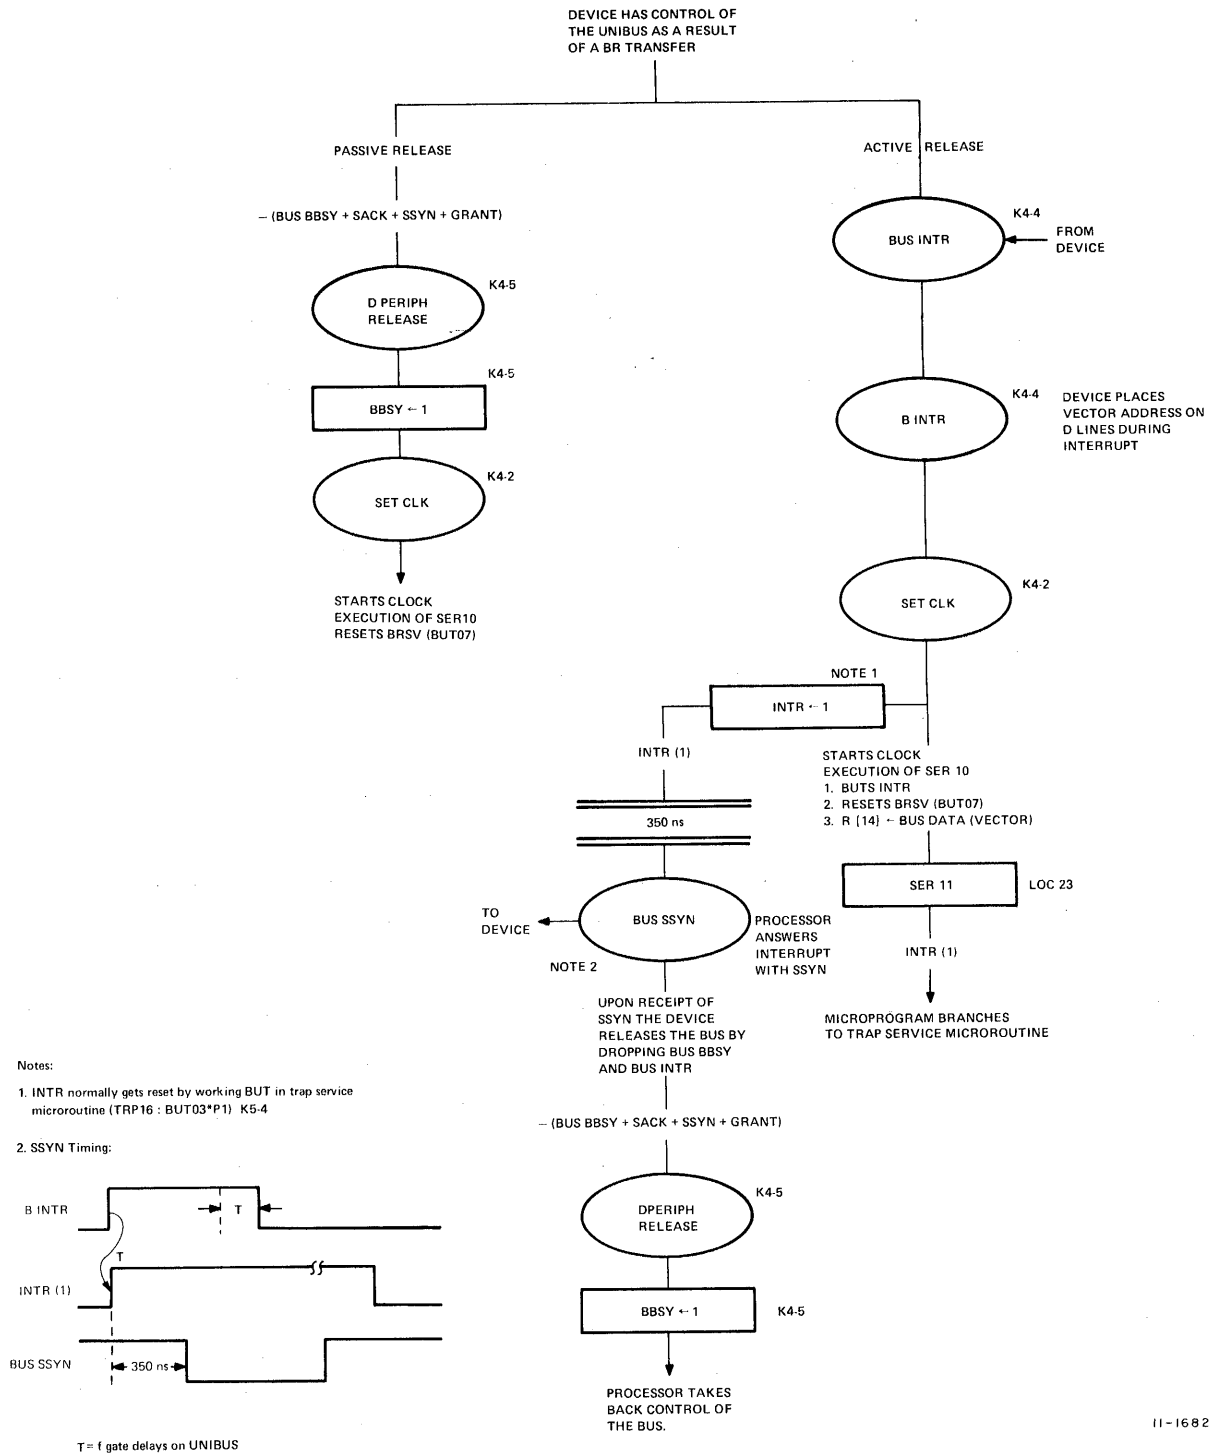 DEVICE HAS CONTROL OF
THE UNIBUS AS A RESULT
OF A BR TRANSFER
PASSIVE RELEASE
– (BUS BBSY + SACK + SSYN + GRANT)
K4-5
D PERIPH
RELEASE
K4-5
BBSY ← 1
K4-2
SET CLK
STARTS CLOCK
EXECUTION OF SER10
RESETS BRSV (BUT07)
ACTIVE RELEASE
K4-4
BUS INTR
FROM
DEVICE
K4-4
B INTR
DEVICE PLACES
VECTOR ADDRESS ON
D LINES DURING
INTERRUPT
K4-2
SET CLK
NOTE 1
INTR ← 1
INTR (1)
350 ns
TO
DEVICE
BUS SSYN
NOTE 2
PROCESSOR
ANSWERS
INTERRUPT
WITH SSYN
UPON RECEIPT OF
SSYN THE DEVICE
RELEASES THE BUS BY
DROPPING BUS BBSY
AND BUS INTR
– (BUS BBSY + SACK + SSYN + GRANT)
K4-5
DPERIPH
RELEASE
BBSY ← 1
K4-5
PROCESSOR TAKES
BACK CONTROL OF
THE BUS.
STARTS CLOCK
EXECUTION OF SER 10
1. BUTS INTR
2. RESETS BRSV (BUT07)
3. R [14] ← BUS DATA (VECTOR)
SER 11
LOC 23
INTR (1)
MICROPROGRAM BRANCHES
TO TRAP SERVICE MICROROUTINE
Notes:
1. INTR normally gets reset by working BUT in trap service
microroutine (TRP16 : BUT03*P1) K5-4
2. SSYN Timing:
B INTR
T
T
INTR (1)
BUS SSYN
350 ns
T = f gate delays on UNIBUS
11-1682